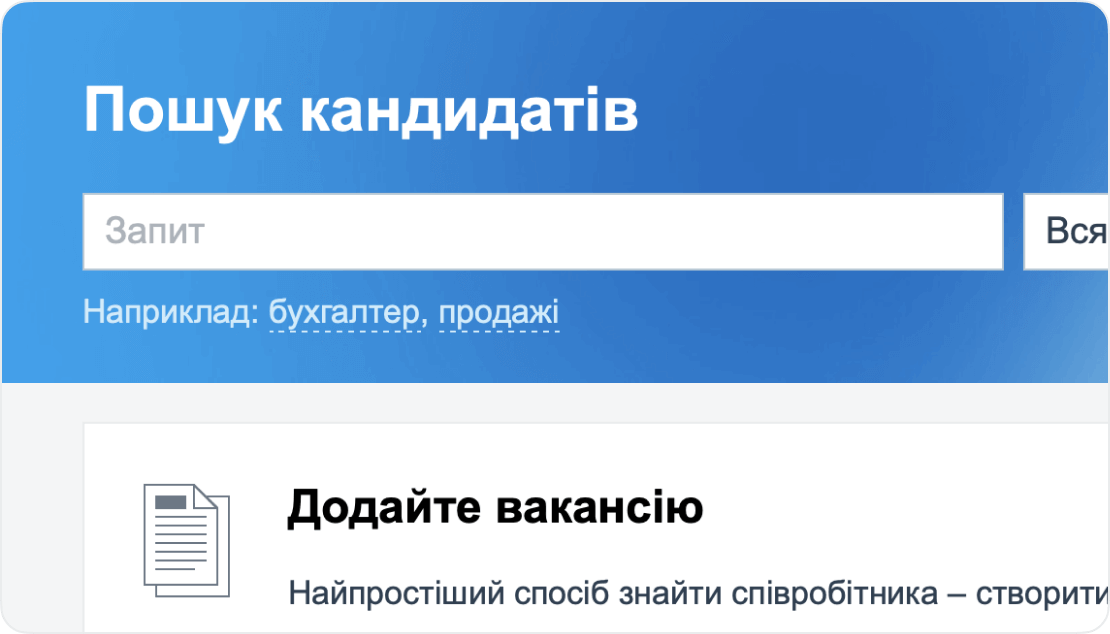 Пошук кандидатів
Запит
Вся
Наприклад: бухгалтер, продажі
Додайте вакансію
Найпростіший спосіб знайти співробітника – створити